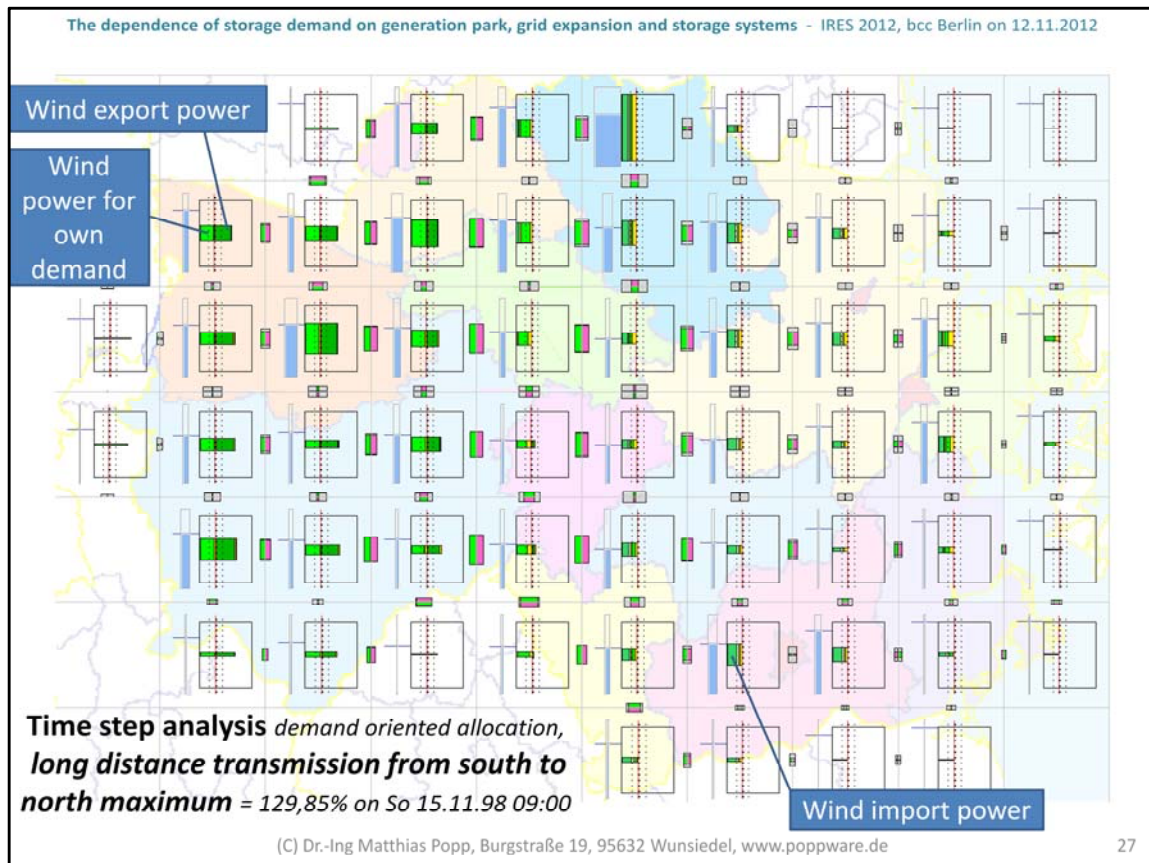 The dependence of storage demand on generation park, grid expansion and storage systems - IRES 2012, bcc Berlin on 12.11.2012
Wind export power
Wind
power for
own
demand
Time step analysis demand oriented allocation,
long distance transmission from south to
north maximum = 129,85% on So 15.11.98 09:00
Wind import power
(C) Dr.-Ing Matthias Popp, Burgstraße 19, 95632 Wunsiedel, www.poppware.de
27